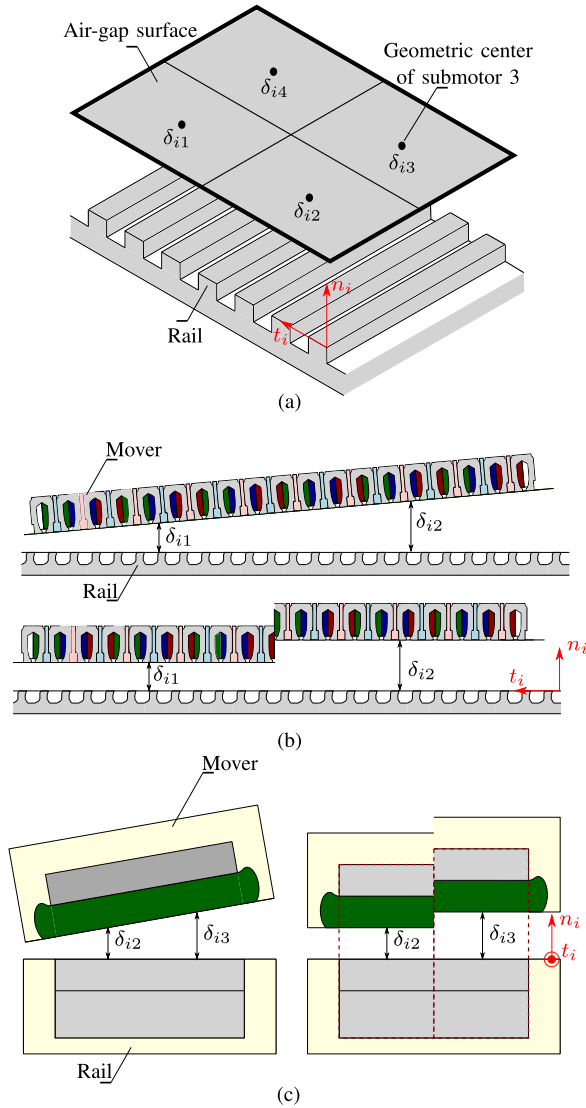 Air-gap surface
Geometric center
of submotor 3
δi4
δi1
δi3
δi2
ni
ti
Rail
(a)
Mover
δi1
δi2
Rail
δi1
δi2
ni
ti
(b)
Mover
δi2
δi3
δi2
δi3
ni
ti
Rail
(c)